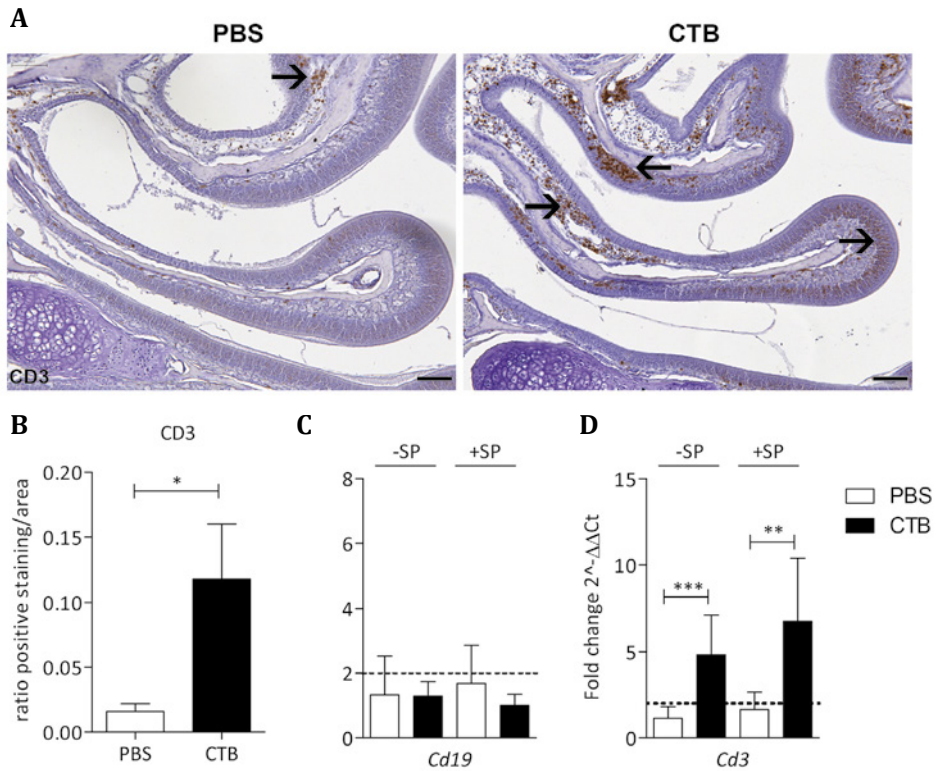 A
PBS
CTB
CD3
B
CD3
ratio positive staining/area
0.20
0.15
0.10
0.05
0.00
*
PBS
CTB
C
-SP
+SP
8
6
4
2
0
Cd19
D
-SP
+SP
Fold change 2^-ΔΔCt
15
10
5
0
***
**
Cd3
PBS
CTB